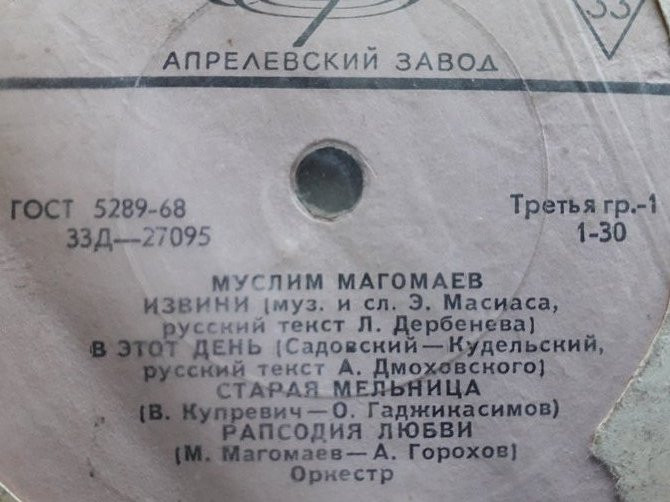 33
АПРЕЛЕВСКИЙ ЗАВОД
ГОСТ 5289-68
33Д—27095
Третья гр.-1
1-30
МУСЛИМ МАГОМАЕВ
ИЗВИНИ (муз. и сл. Э. Масиаса,
русский текст Л. Дербенева)
В ЭТОТ ДЕНЬ (Садовский—Кудельский,
русский текст А. Дмоховского)
СТАРАЯ МЕЛЬНИЦА
(В. Купревич—О. Гаджикасимов)
РАПСОДИЯ ЛЮБВИ
(М. Магомаев—А. Горохов)
Оркестр